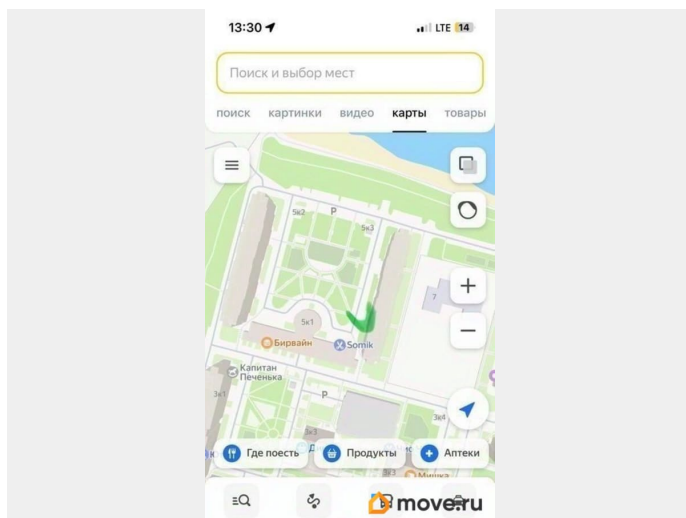 13:30
LTE 14
Поиск и выбор мест
поиск картинки видео карты товары
5к2
P
5к3
7
5к1
Бирвайн
Somik
Капитан
Печенька
3к1
P
3к4
3к3
Где поесть
Продукты
Аптеки
Мишка
move.ru